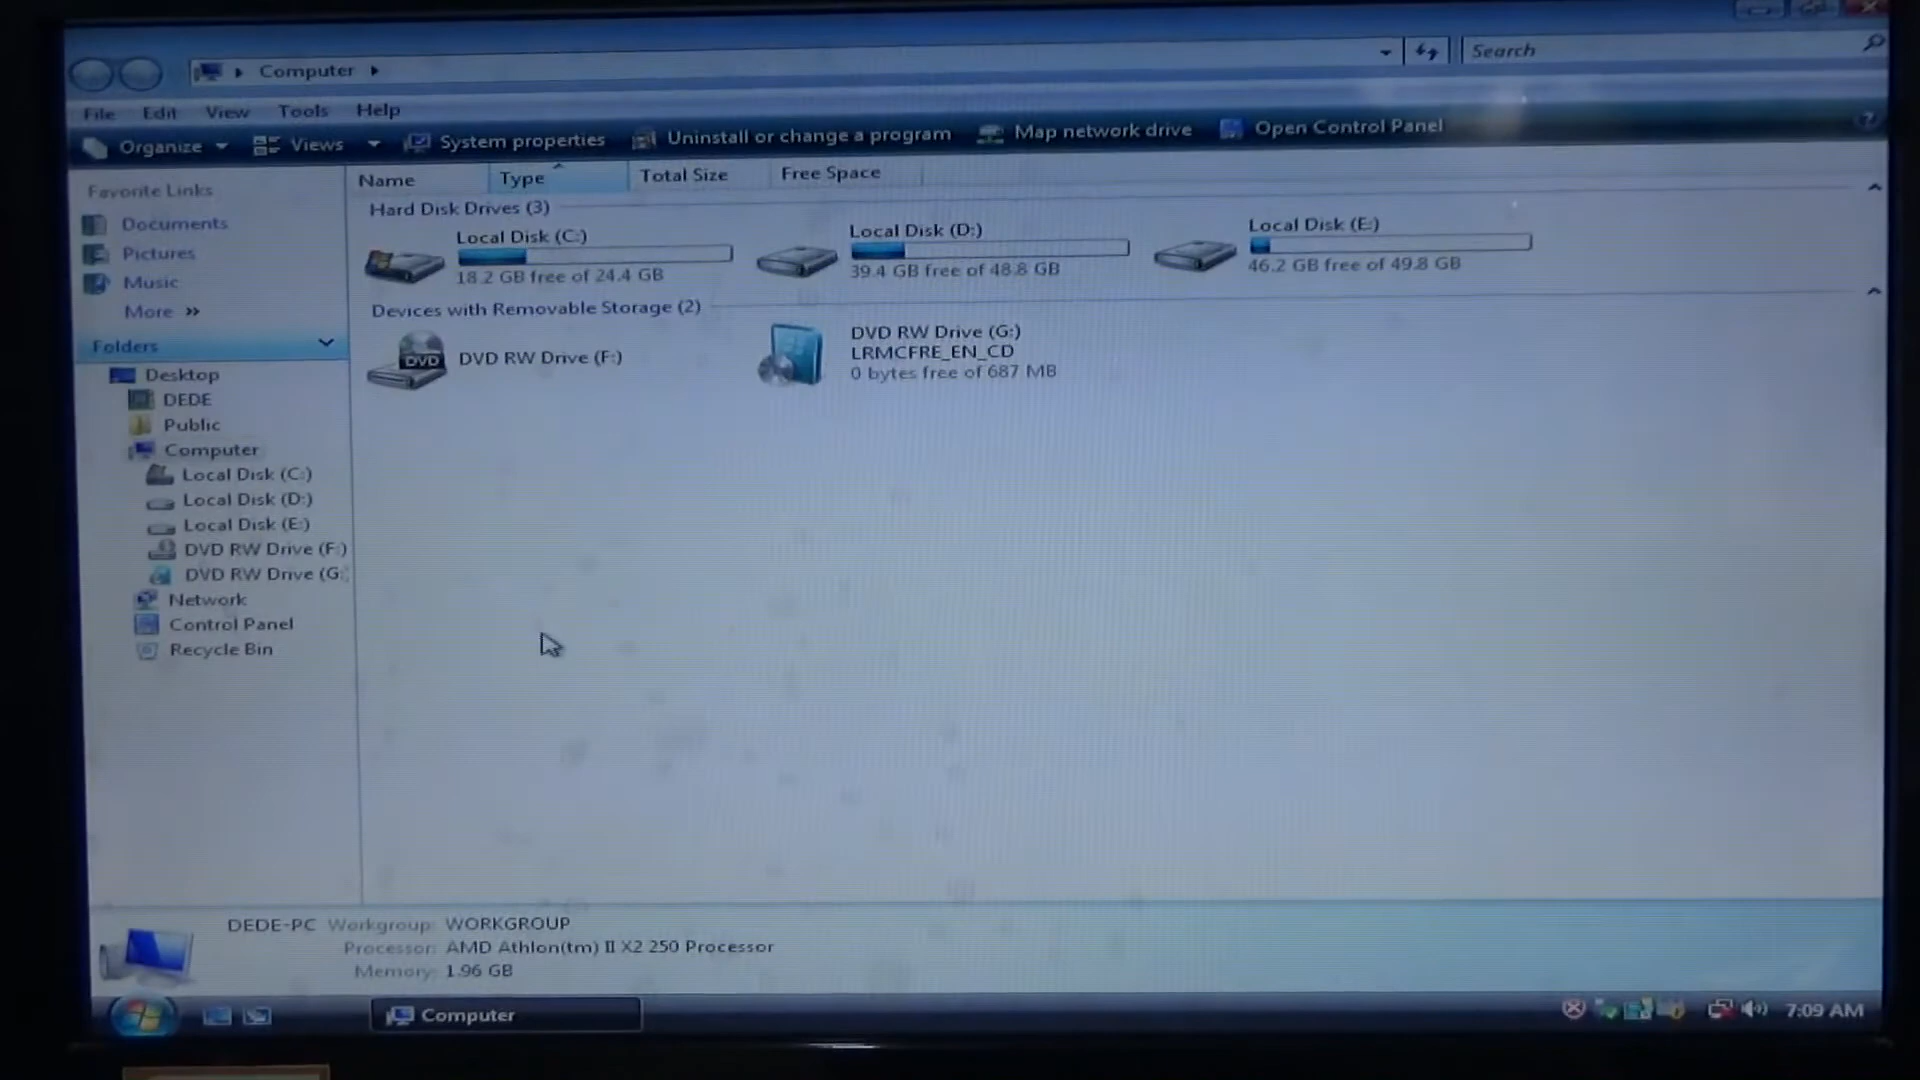 Computer
Search
File Edit View Tools Help
Organize Views System properties Uninstall or change a program Map network drive Open Control Panel
Favorite Links
Documents
Pictures
Music
More »
Folders
Desktop
DEDE
Public
Computer
Local Disk (C:)
Local Disk (D:)
Local Disk (E:)
DVD RW Drive (F:)
DVD RW Drive (G:
Network
Control Panel
Recycle Bin
Name Type Total Size Free Space
Hard Disk Drives (3)
Local Disk (C:)
18.2 GB free of 24.4 GB
Local Disk (D:)
39.4 GB free of 48.8 GB
Local Disk (E:)
46.2 GB free of 49.8 GB
Devices with Removable Storage (2)
DVD
DVD RW Drive (F:)
DVD RW Drive (G:)
LRMCFRE_EN_CD
0 bytes free of 687 MB
DEDE-PC Workgroup: WORKGROUP
Processor: AMD Athlon(tm) II X2 250 Processor
Memory: 1.96 GB
Computer
7:09 AM